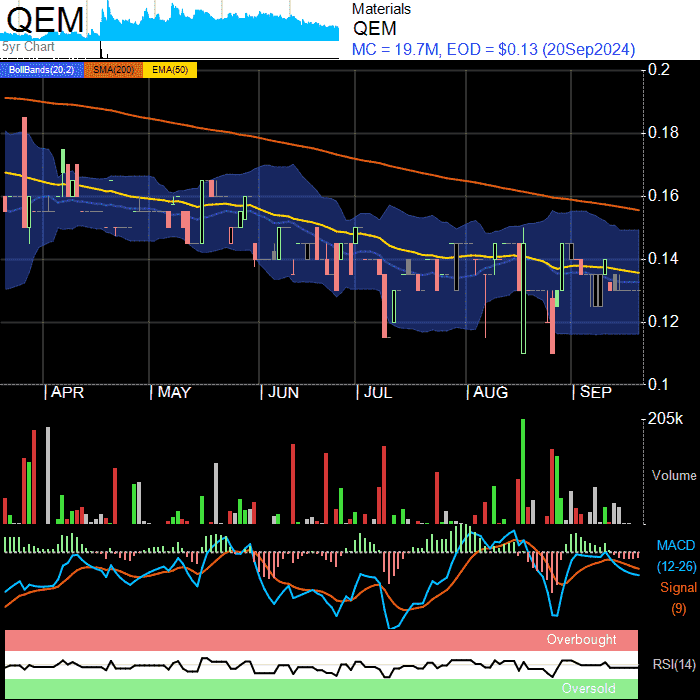 QEM
5yr Chart
Materials
QEM
MC = 19.7M, EOD = $0.13 (20Sep2024)
BollBands(20,2) SMA(200) EMA(50)
0.2
0.18
0.16
0.14
0.12
0.1
APR MAY JUN JUL AUG SEP
205k
Volume
MACD
(12-26)
Signal
(9)
Overbought
RSI(14)
Oversold